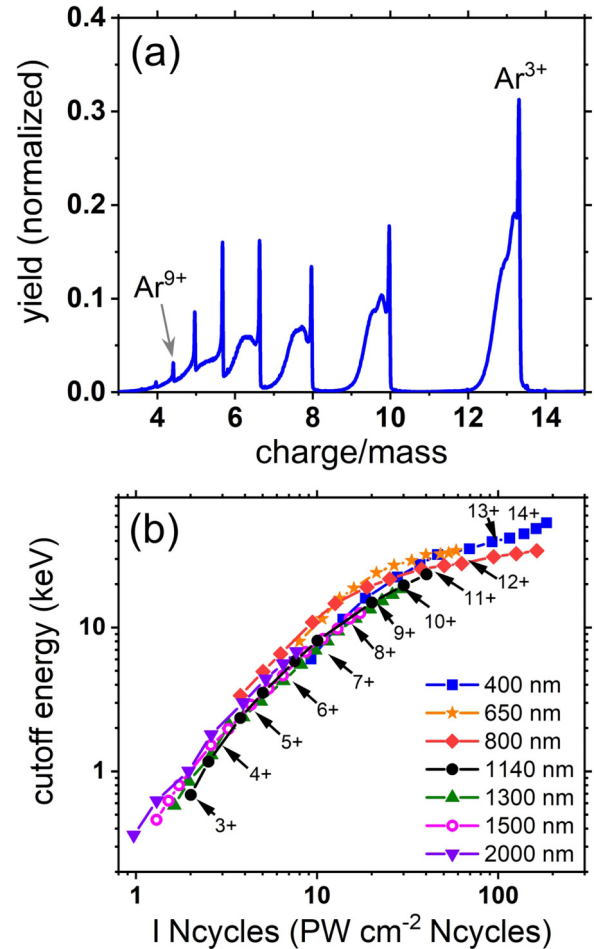 (a)
Ar3+
Ar9+
yield (normalized)
0.4
0.3
0.2
0.1
0.0
4 6 8 10 12 14
charge/mass
(b)
13+ 14+
12+
11+
10+
9+
8+
7+
6+
5+
4+
3+
cutoff energy (keV)
10
1
400 nm
650 nm
800 nm
1140 nm
1300 nm
1500 nm
2000 nm
1 10 100
I Ncycles (PW cm-2 Ncycles)